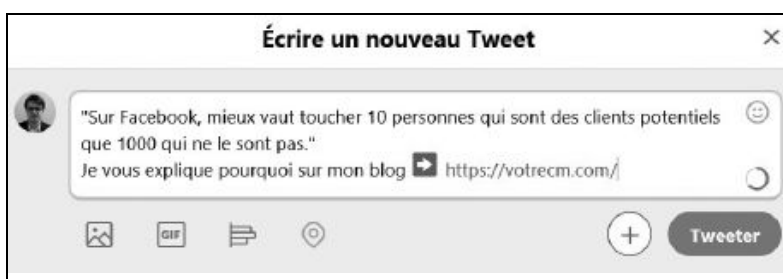 Écrire un nouveau Tweet
"Sur Facebook, mieux vaut toucher 10 personnes qui sont des clients potentiels
que 1000 qui ne le sont pas."
Je vous explique pourquoi sur mon blog ➡ https://votrecm.com/
GIF
Tweeter